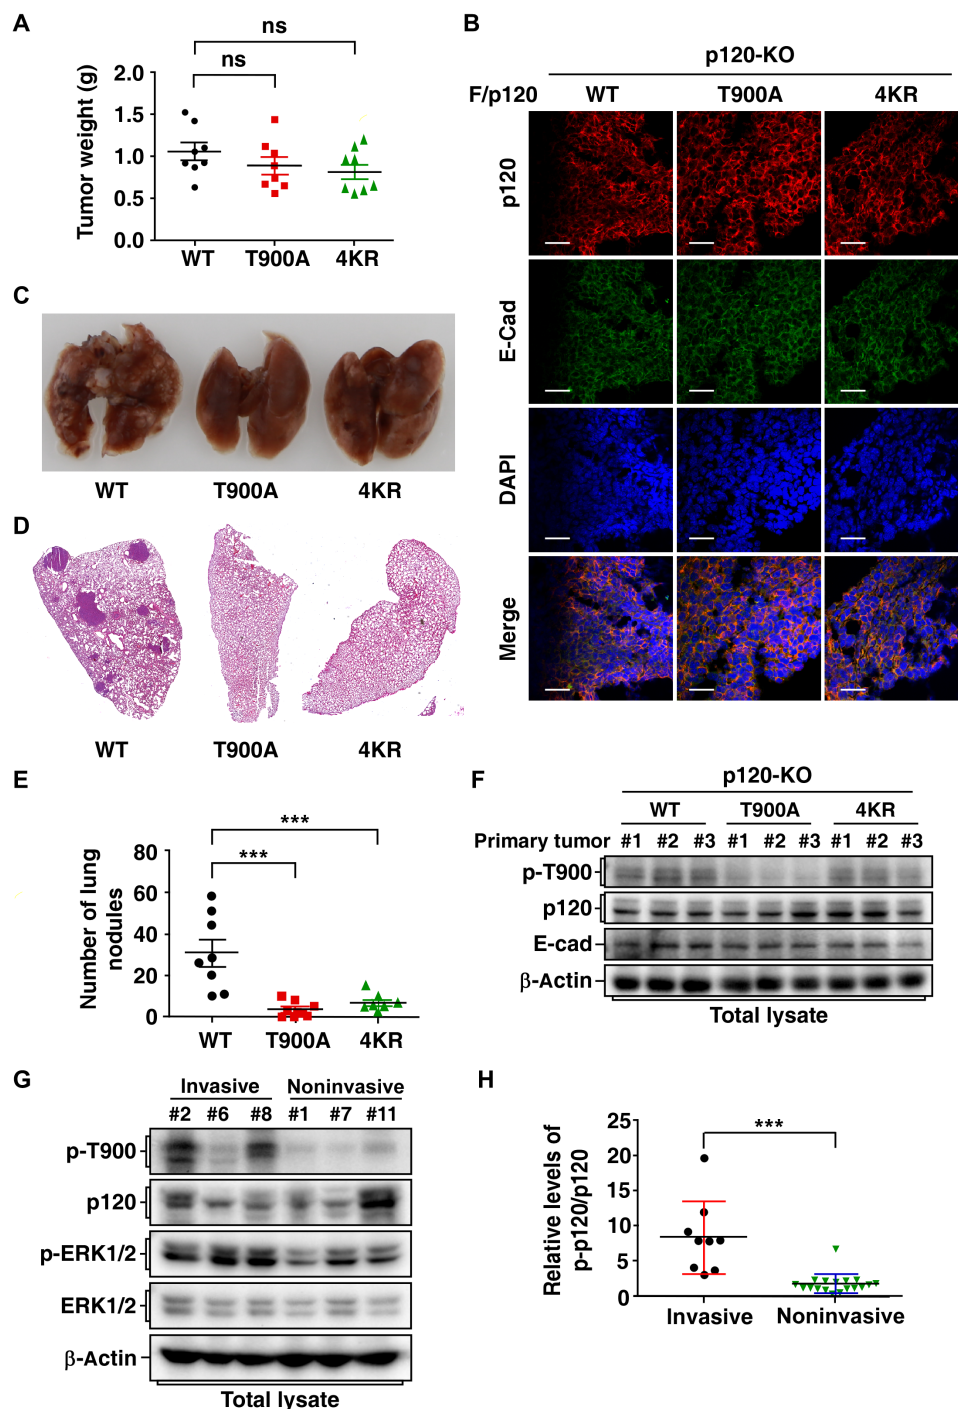 A
ns
ns
Tumor weight (g)
2.0
1.5
1.0
0.5
0.0
WT
T900A
4KR
B
p120-KO
F/p120
WT
T900A
4KR
p120
E-Cad
DAPI
Merge
C
WT
T900A
4KR
D
WT
T900A
4KR
E
***
***
Number of lung
nodules
80
60
40
20
0
WT
T900A
4KR
F
p120-KO
WT
T900A
4KR
Primary tumor #1 #2 #3 #1 #2 #3 #1 #2 #3
p-T900
p120
E-cad
β-Actin
Total lysate
G
Invasive
Noninvasive
#2 #6 #8 #1 #7 #11
p-T900
p120
p-ERK1/2
ERK1/2
β-Actin
Total lysate
H
***
Relative levels of
p-p120/p120
25
20
15
10
5
0
Invasive
Noninvasive